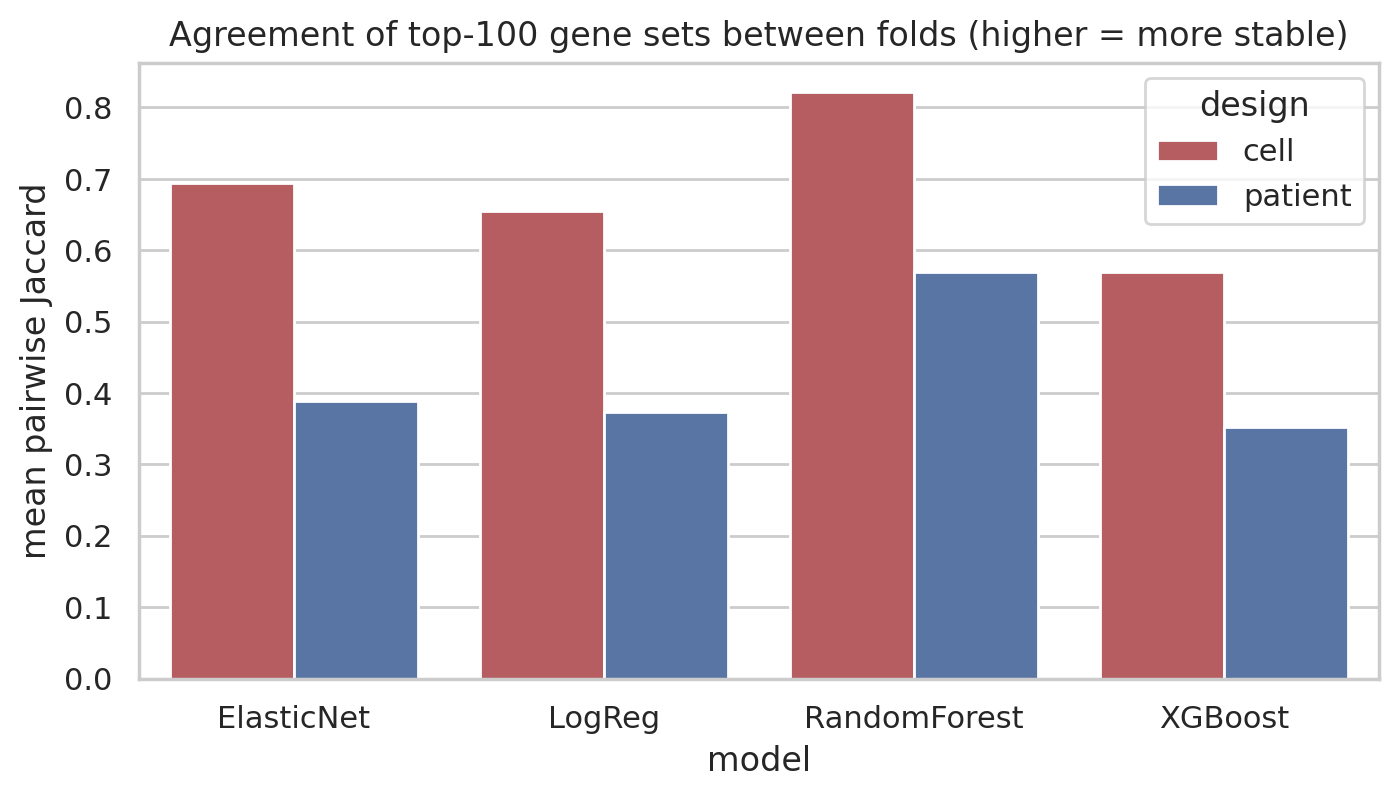 Agreement of top-100 gene sets between folds (higher = more stable)
design
cell
patient
mean pairwise Jaccard
0.8
0.7
0.6
0.5
0.4
0.3
0.2
0.1
0.0
ElasticNet
LogReg
RandomForest
XGBoost
model